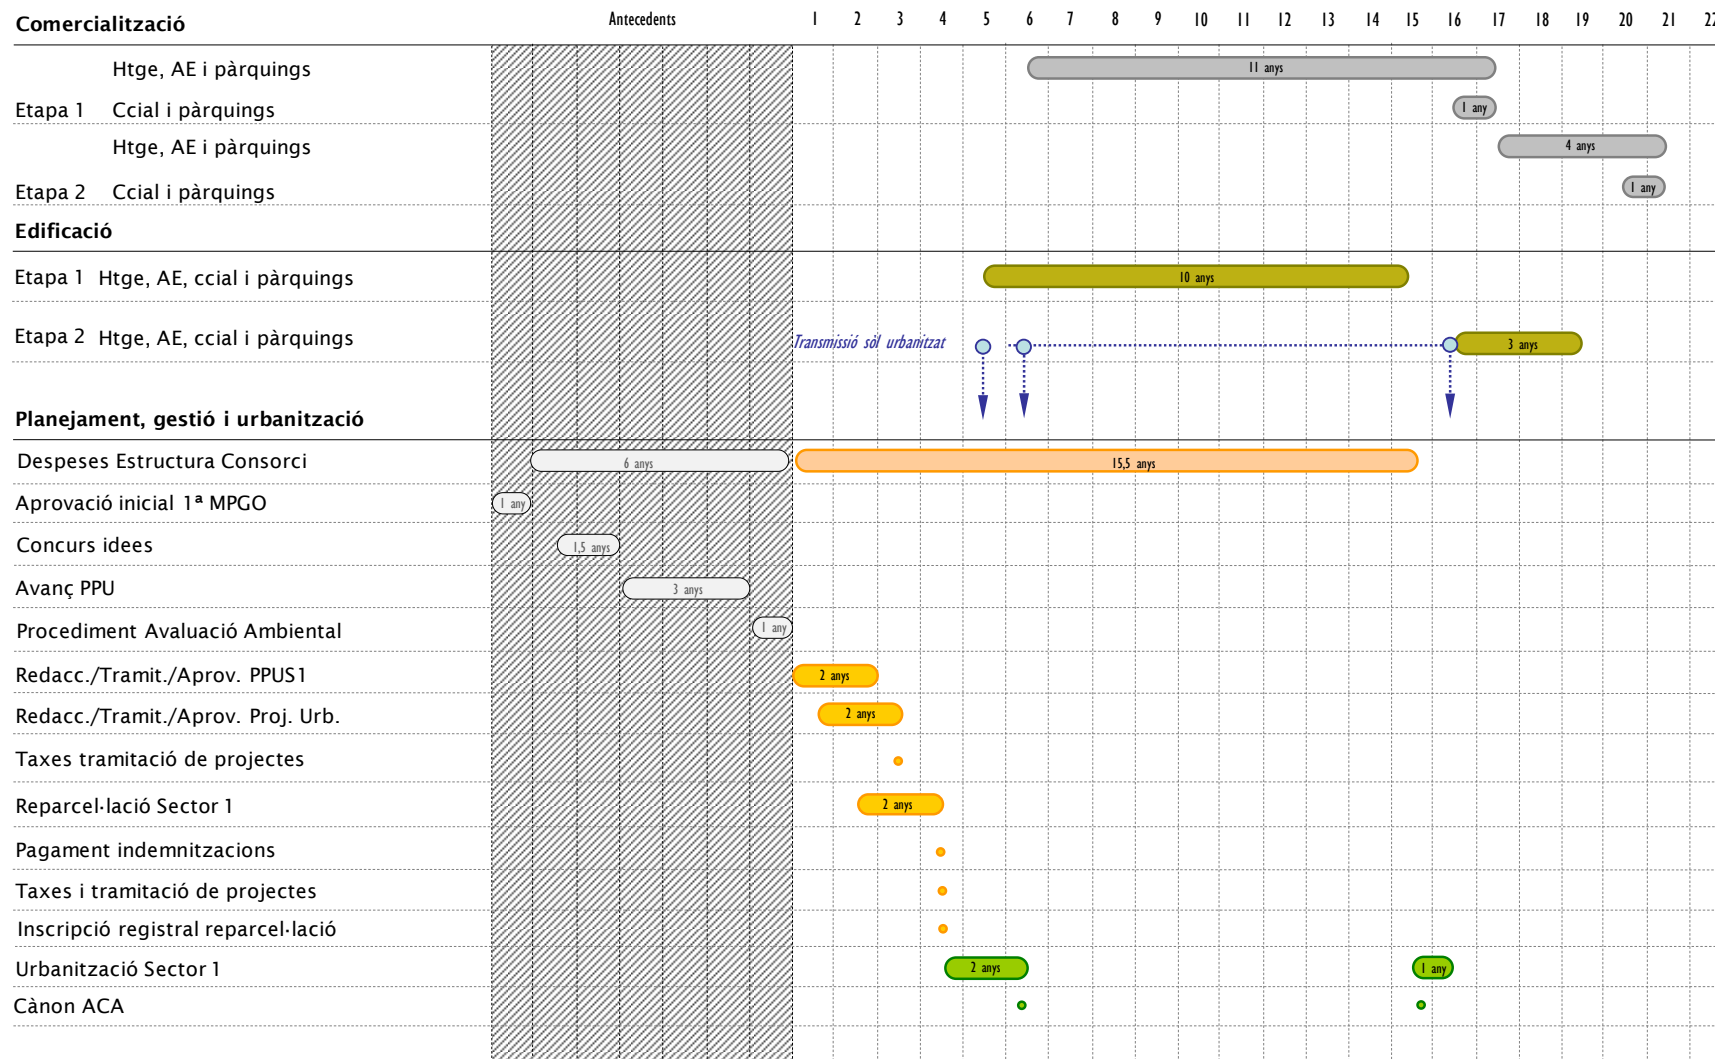 Comercialització Antecedents 1 2 3 4 5 6 7 8 9 10 11 12 13 14 15 16 17 18 19 20 21 22
Htge, AE i pàrquings 11 anys
Etapa 1 Ccial i pàrquings 1 any
Htge, AE i pàrquings 4 anys
Etapa 2 Ccial i pàrquings 1 any
Edificació
Etapa 1 Htge, AE, ccial i pàrquings 10 anys
Etapa 2 Htge, AE, ccial i pàrquings Transmissió sòl urbanitzat 3 anys
Planejament, gestió i urbanització
Despeses Estructura Consorci 6 anys 15,5 anys
Aprovació inicial 1ª MPGO 1 any
Concurs idees 1,5 anys
Avanç PPU 3 anys
Procediment Avaluació Ambiental 1 any
Redacc./Tramit./Aprov. PPUS1 2 anys
Redacc./Tramit./Aprov. Proj. Urb. 2 anys
Taxes tramitació de projectes
Reparcel·lació Sector 1 2 anys
Pagament indemnitzacions
Taxes i tramitació de projectes
Inscripció registral reparcel·lació
Urbanització Sector 1 2 anys 1 any
Cànon ACA